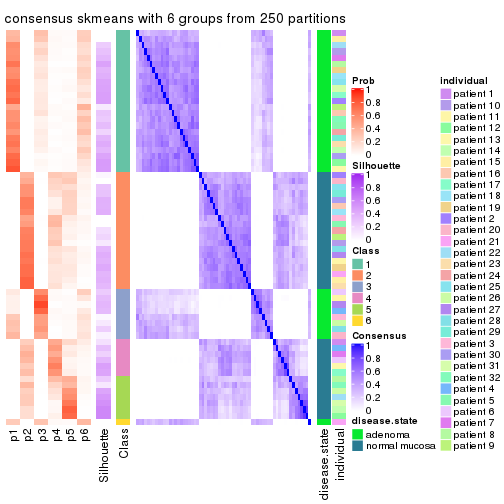 consensus skmeans with 6 groups from 250 partitions
p1
p2
p3
p4
p5
p6
Silhouette
Class
disease.state
individual
Prob
1
0.8
0.6
0.4
0.2
0
Silhouette
1
0.8
0.6
0.4
0.2
0
Class
1
2
3
4
5
6
Consensus
1
0.8
0.6
0.4
0.2
0
disease.state
adenoma
normal mucosa
individual
patient 1
patient 10
patient 11
patient 12
patient 13
patient 14
patient 15
patient 16
patient 17
patient 18
patient 19
patient 2
patient 20
patient 21
patient 22
patient 23
patient 24
patient 25
patient 26
patient 27
patient 28
patient 29
patient 3
patient 30
patient 31
patient 32
patient 4
patient 5
patient 6
patient 7
patient 8
patient 9